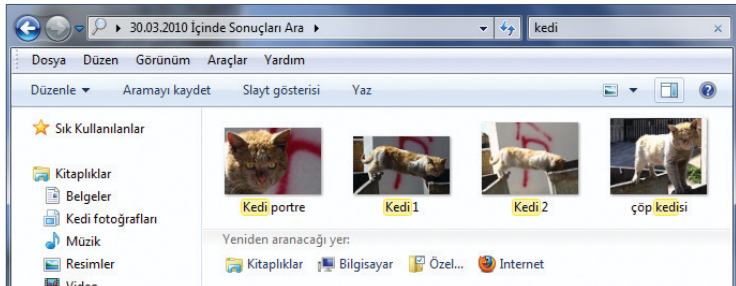 30.03.2010 İçinde Sonuçları Ara
kedi
Dosya Düzen Görünüm Araçlar Yardım
Düzenle Aramayı kaydet Slayt gösterisi Yaz
Sık Kullanılanlar
Kitaplıklar
Belgeler
Kedi fotoğrafları
Müzik
Resimler
Video
Kedi portre
Kedi 1
Kedi 2
çöp kedisi
Yeniden aranacağı yer:
Kitaplıklar Bilgisayar Özel... Internet